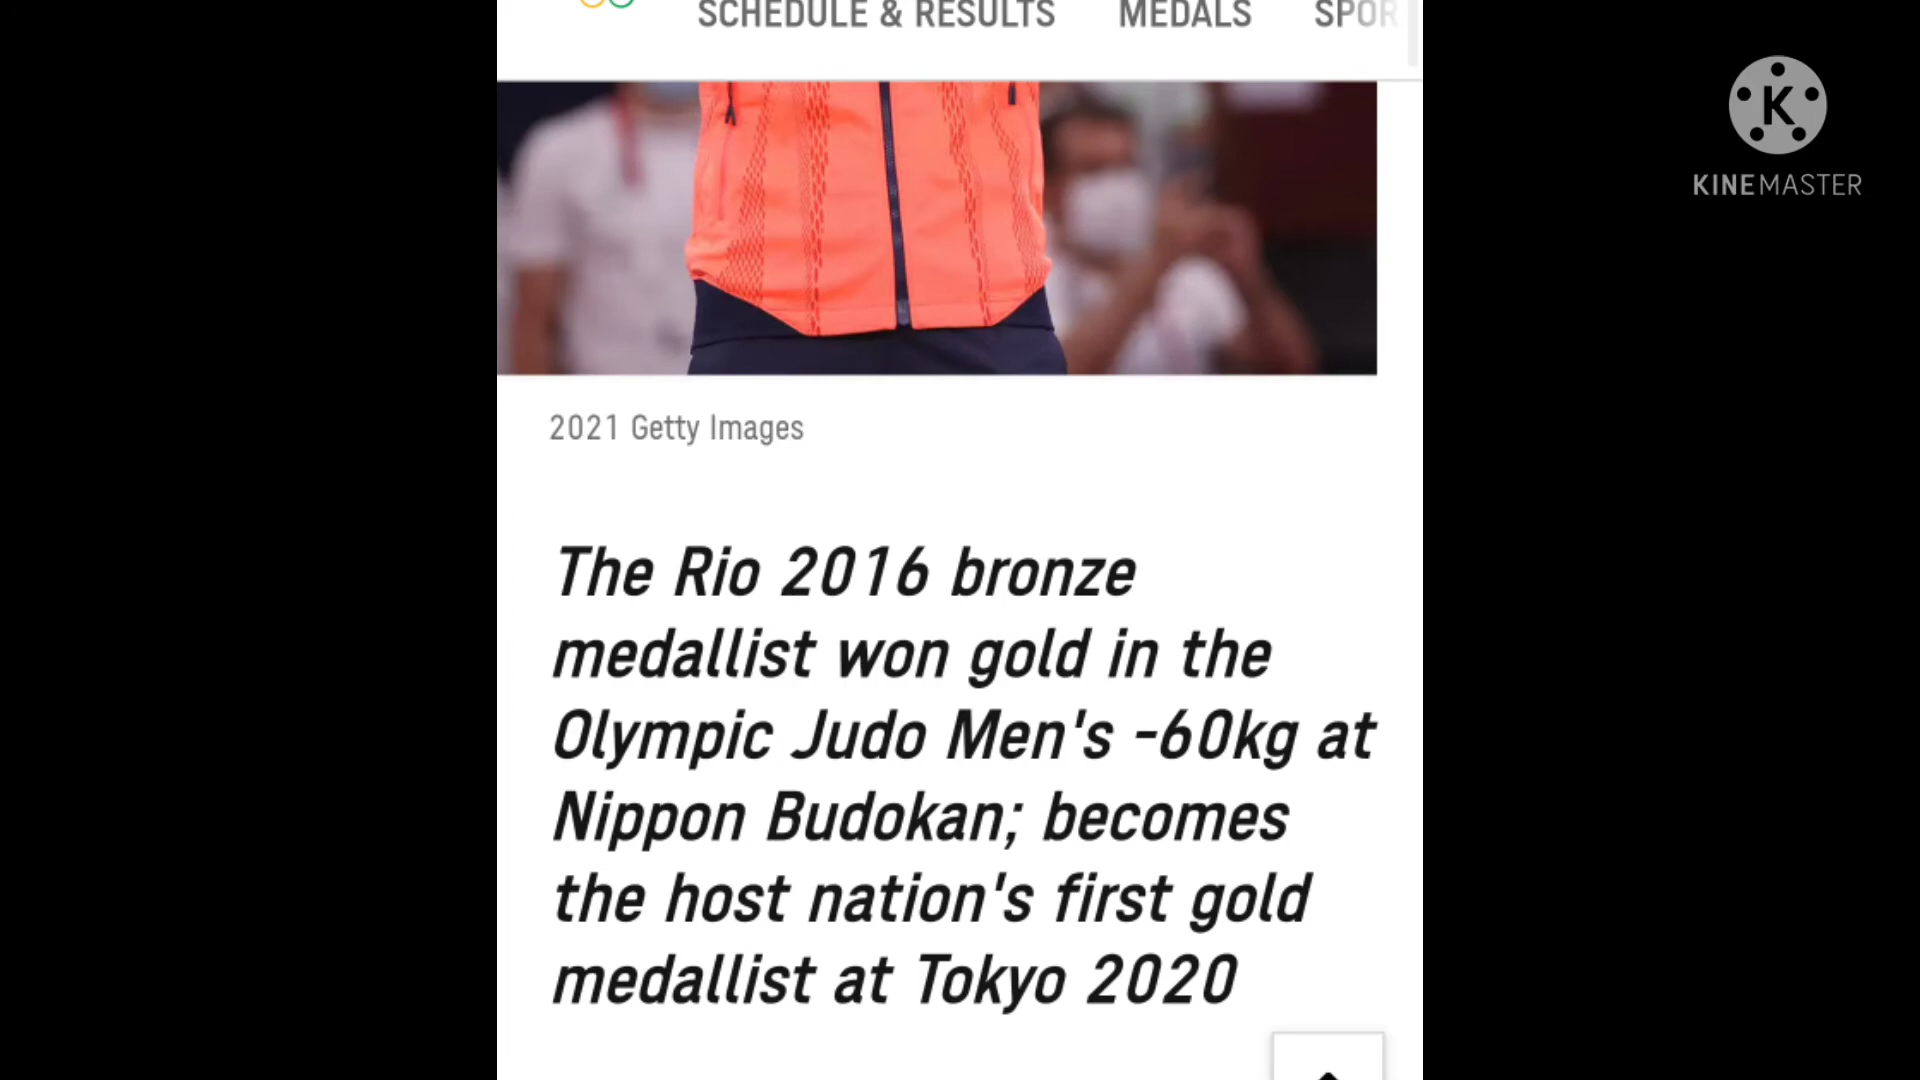 SCHEDULE & RESULTS MEDALS SPOR
K
KINEMASTER
2021 Getty Images
The Rio 2016 bronze
medallist won gold in the
Olympic Judo Men's -60kg at
Nippon Budokan; becomes
the host nation's first gold
medallist at Tokyo 2020